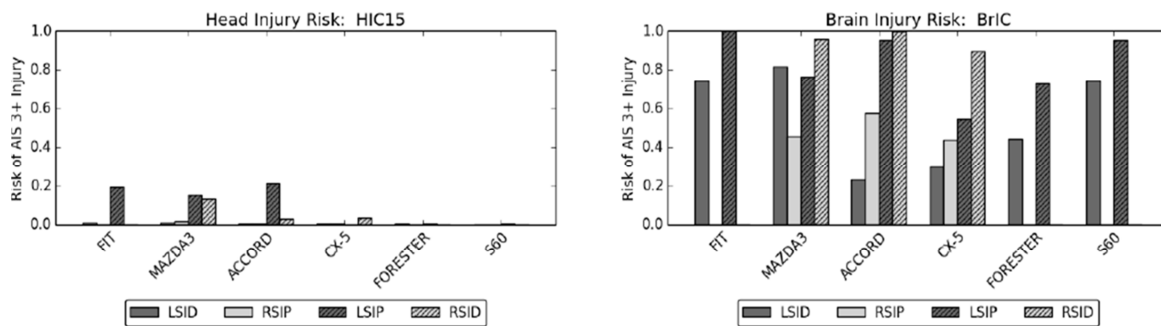 Head Injury Risk: HIC15
Risk of AIS 3+ Injury
1.0
0.8
0.6
0.4
0.2
0.0
FIT
MAZDA3
ACCORD
CX-5
FORESTER
S60
LSID RSIP LSIP RSID
Brain Injury Risk: BrIC
Risk of AIS 3+ Injury
1.0
0.8
0.6
0.4
0.2
0.0
FIT
MAZDA3
ACCORD
CX-5
FORESTER
S60
LSID RSIP LSIP RSID